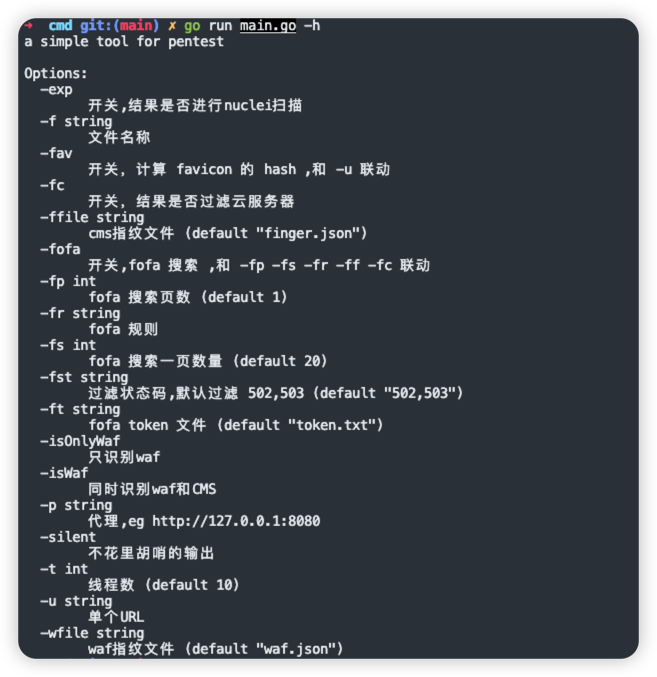 → cmd git:(main) ✗ go run main.go -h
a simple tool for pentest
Options:
-exp
开关,结果是否进行nuclei扫描
-f string
文件名称
-fav
开关, 计算 favicon 的 hash ,和 -u 联动
-fc
开关, 结果是否过滤云服务器
-ffile string
cms指纹文件 (default "finger.json")
-fofa
开关,fofa 搜索 ,和 -fp -fs -fr -ff -fc 联动
-fp int
fofa 搜索页数 (default 1)
-fr string
fofa 规则
-fs int
fofa 搜索一页数量 (default 20)
-fst string
过滤状态码,默认过滤 502,503 (default "502,503")
-ft string
fofa token 文件 (default "token.txt")
-isOnlyWaf
只识别waf
-isWaf
同时识别waf和CMS
-p string
代理,eg http://127.0.0.1:8080
-silent
不花里胡哨的输出
-t int
线程数 (default 10)
-u string
单个URL
-wfile string
waf指纹文件 (default "waf.json")